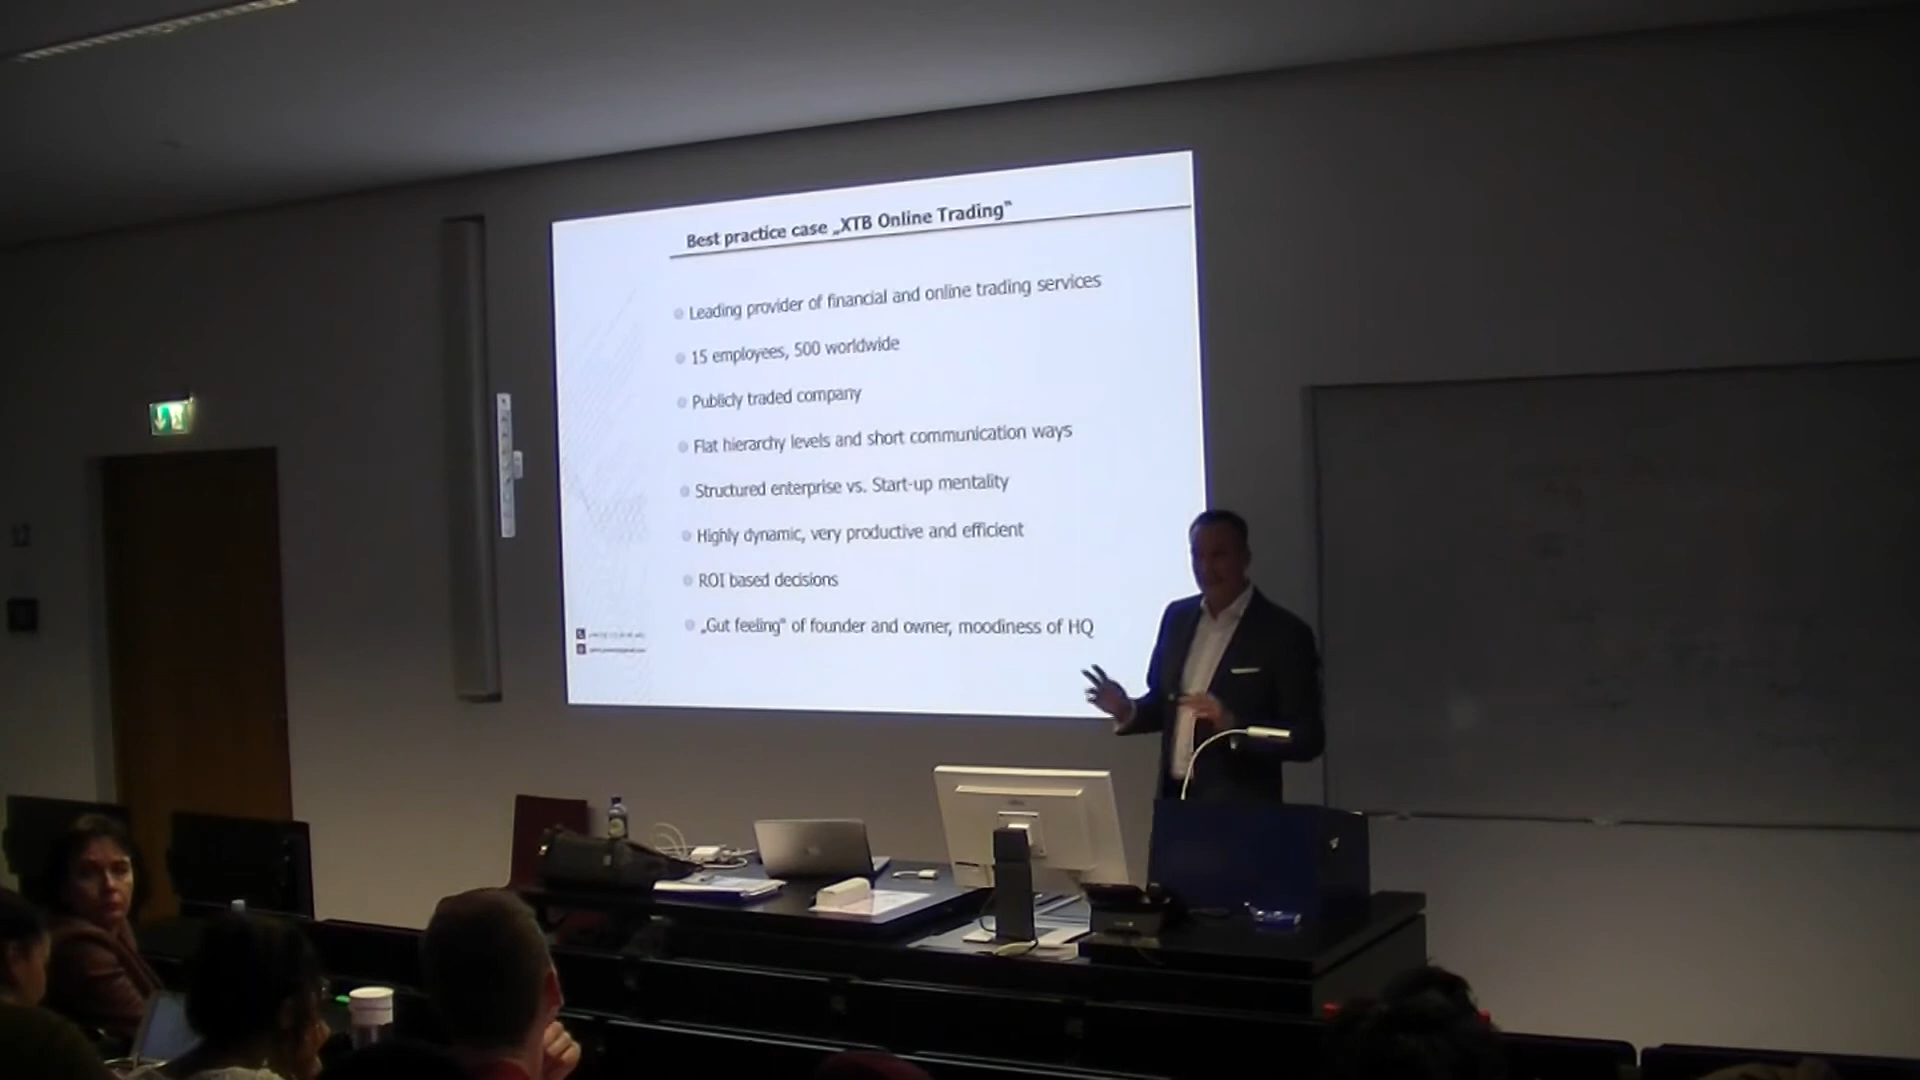 Best practice case „XTB Online Trading"
Leading provider of financial and online trading services
15 employees, 500 worldwide
Publicly traded company
Flat hierarchy levels and short communication ways
Structured enterprise vs. Start-up mentality
Highly dynamic, very productive and efficient
ROI based decisions
„Gut feeling" of founder and owner, moodiness of HQ
12